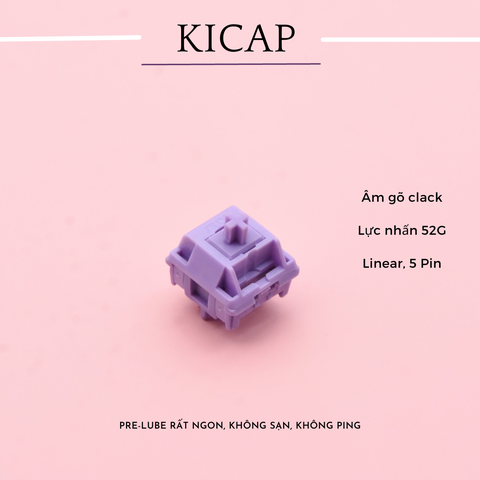 KICAP
Âm gõ clack
Lực nhấn 52G
Linear, 5 Pin
PRE-LUBE RẤT NGON, KHÔNG SẠN, KHÔNG PING